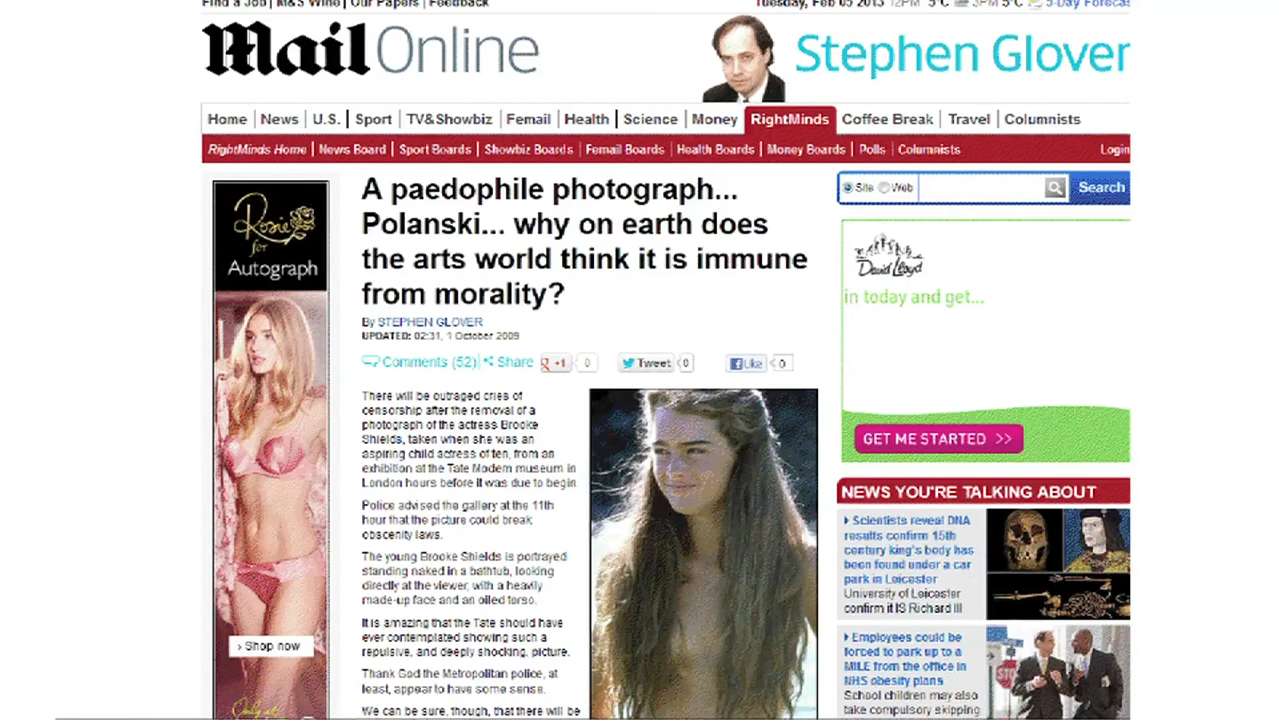 Find a Job | M&S Wine | Our Papers | Feedback
Tuesday, Feb 05 2013 12PM 5°C 3PM 5°C 5-Day Forecas
Mail Online
Stephen Glover
Home News U.S. Sport TV&Showbiz Femail Health Science Money RightMinds Coffee Break Travel Columnists
RightMinds Home News Board Sport Boards Showbiz Boards Femail Boards Health Boards Money Boards Polls Columnists Login
Rosie
for
Autograph
› Shop now
Only at
A paedophile photograph...
Polanski... why on earth does
the arts world think it is immune
from morality?
By STEPHEN GLOVER
UPDATED: 02:31, 1 October 2009
Comments (52) Share +1 0 Tweet 0 Like 0
There will be outraged cries of
censorship after the removal of a
photograph of the actress Brooke
Shields, taken when she was an
aspiring child actress of ten, from an
exhibition at the Tate Modern museum in
London hours before it was due to begin.
Police advised the gallery at the 11th
hour that the picture could break
obscenity laws.
The young Brooke Shields is portrayed
standing naked in a bathtub, looking
directly at the viewer, with a heavily
made-up face and an oiled torso.
It is amazing that the Tate should have
ever contemplated showing such a
repulsive, and deeply shocking, picture.
Thank God the Metropolitan police, at
least, appear to have some sense.
We can be sure, though, that there will be
Site Web Search
David Lloyd
in today and get...
GET ME STARTED >>
NEWS YOU'RE TALKING ABOUT
Scientists reveal DNA
results confirm 15th
century king's body has
been found under a car
park in Leicester
University of Leicester
confirm it IS Richard III
Employees could be
forced to park up to a
MILE from the office in
NHS obesity plans
School children may also
take compulsory skipping
STOP